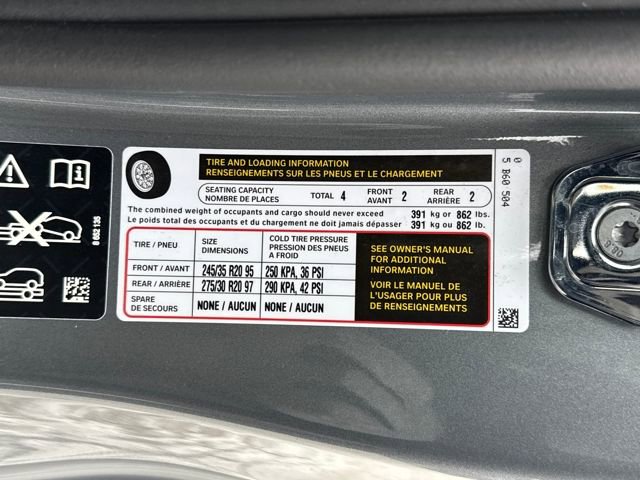 TIRE AND LOADING INFORMATION
RENSEIGNEMENTS SUR LES PNEUS ET LE CHARGEMENT
SEATING CAPACITY
NOMBRE DE PLACES
TOTAL 4
FRONT
AVANT 2
REAR
ARRIÈRE 2
The combined weight of occupants and cargo should never exceed 391 kg or 862 lbs.
Le poids total des occupants et du chargement ne doit jamais dépasser 391 kg ou 862 lb.
TIRE / PNEU
SIZE
DIMENSIONS
COLD TIRE PRESSURE
PRESSION DES PNEUS
A FROID
FRONT / AVANT 245/35 R20 95 250 KPA, 36 PSI
REAR / ARRIÈRE 275/30 R20 97 290 KPA, 42 PSI
SPARE
DE SECOURS
NONE / AUCUN NONE / AUCUN
SEE OWNER'S MANUAL
FOR ADDITIONAL
INFORMATION
VOIR LE MANUEL DE
L'USAGER POUR PLUS
DE RENSEIGNEMENTS
0
5 B60 504
8 652 135